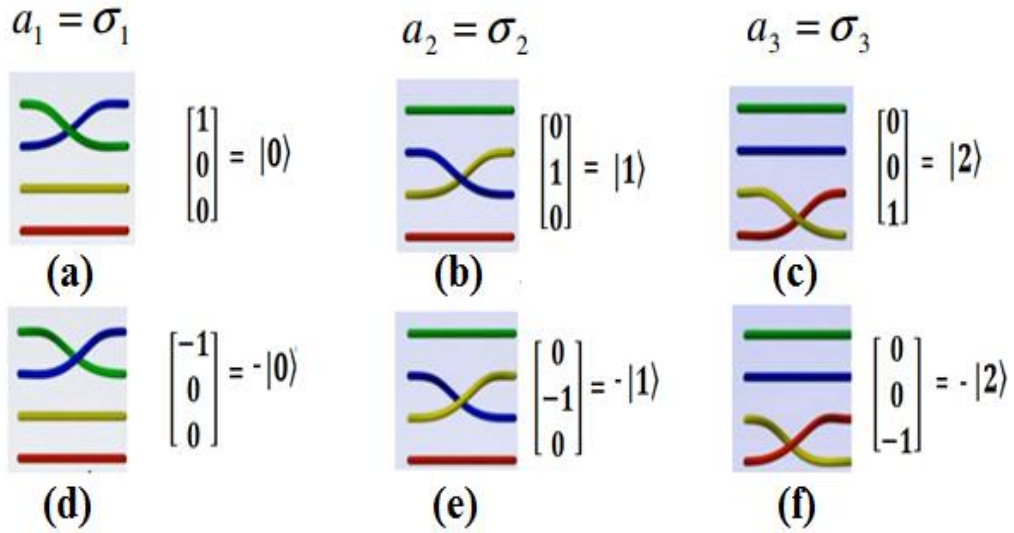 a₁ = σ₁
a₂ = σ₂
a₃ = σ₃
[1 0 0] = |0⟩
[0 1 0] = |1⟩
[0 0 1] = |2⟩
(a)
(b)
(c)
[−1 0 0] = -|0⟩
[0 −1 0] = -|1⟩
[0 0 −1] = -|2⟩
(d)
(e)
(f)